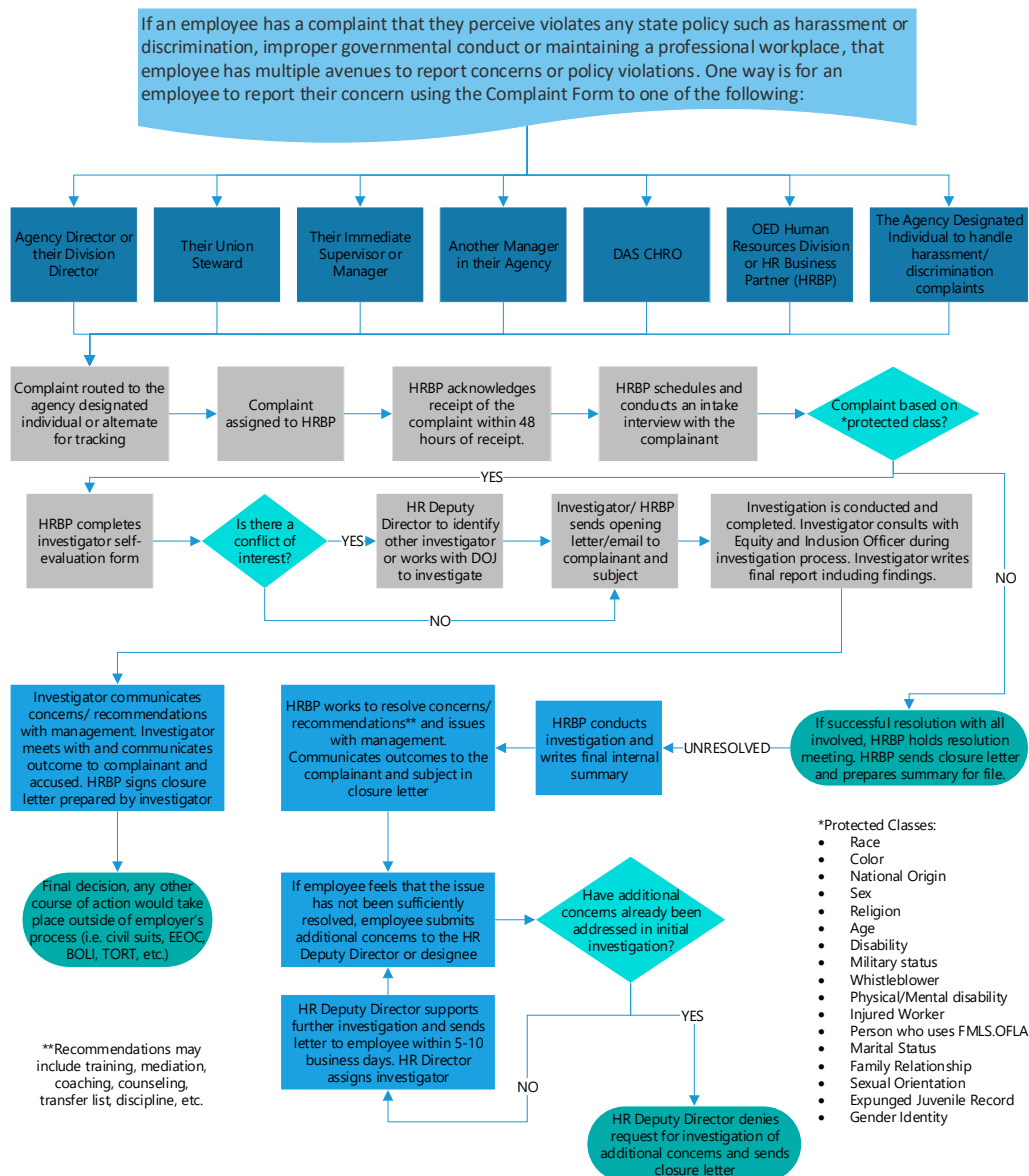 If an employee has a complaint that they perceive violates any state policy such as harassment or
discrimination, improper governmental conduct or maintaining a professional workplace, that
employee has multiple avenues to report concerns or policy violations. One way is for an
employee to report their concern using the Complaint Form to one of the following:
Agency Director or
their Division
Director
Their Union
Steward
Their Immediate
Supervisor or
Manager
Another Manager
in their Agency
DAS CHRO
OED Human
Resources Division
or HR Business
Partner (HRBP)
The Agency Designated
Individual to handle
harassment/
discrimination
complaints
Complaint routed to the
agency designated
individual or alternate
for tracking
Complaint
assigned to HRBP
HRBP acknowledges
receipt of the
complaint within 48
hours of receipt.
HRBP schedules and
conducts an intake
interview with the
complainant
Complaint based on
*protected class?
YES
HRBP completes
investigator self-
evaluation form
Is there a
conflict of
interest?
YES
HR Deputy
Director to identify
other investigator
or works with DOJ
to investigate
Investigator/ HRBP
sends opening
letter/email to
complainant and
subject
Investigation is conducted and
completed. Investigator consults with
Equity and Inclusion Officer during
investigation process. Investigator writes
final report including findings.
NO
NO
Investigator communicates
concerns/ recommendations
with management. Investigator
meets with and communicates
outcome to complainant and
accused. HRBP signs closure
letter prepared by investigator
HRBP works to resolve concerns/
recommendations** and issues
with management.
Communicates outcomes to the
complainant and subject in
closure letter
HRBP conducts
investigation and
writes final internal
summary
UNRESOLVED
If successful resolution with all
involved, HRBP holds resolution
meeting. HRBP sends closure letter
and prepares summary for file.
Final decision, any other
course of action would take
place outside of employer's
process (i.e. civil suits, EEOC,
BOLI, TORT, etc.)
If employee feels that the issue
has not been sufficiently
resolved, employee submits
additional concerns to the HR
Deputy Director or designee
Have additional
concerns already been
addressed in initial
investigation?
*Protected Classes:
• Race
• Color
• National Origin
• Sex
• Religion
• Age
• Disability
• Military status
• Whistleblower
• Physical/Mental disability
• Injured Worker
• Person who uses FMLS.OFLA
• Marital Status
• Family Relationship
• Sexual Orientation
• Expunged Juvenile Record
• Gender Identity
HR Deputy Director supports
further investigation and sends
letter to employee within 5-10
business days. HR Director
assigns investigator
YES
NO
**Recommendations may
include training, mediation,
coaching, counseling,
transfer list, discipline, etc.
HR Deputy Director denies
request for investigation of
additional concerns and sends
closure letter